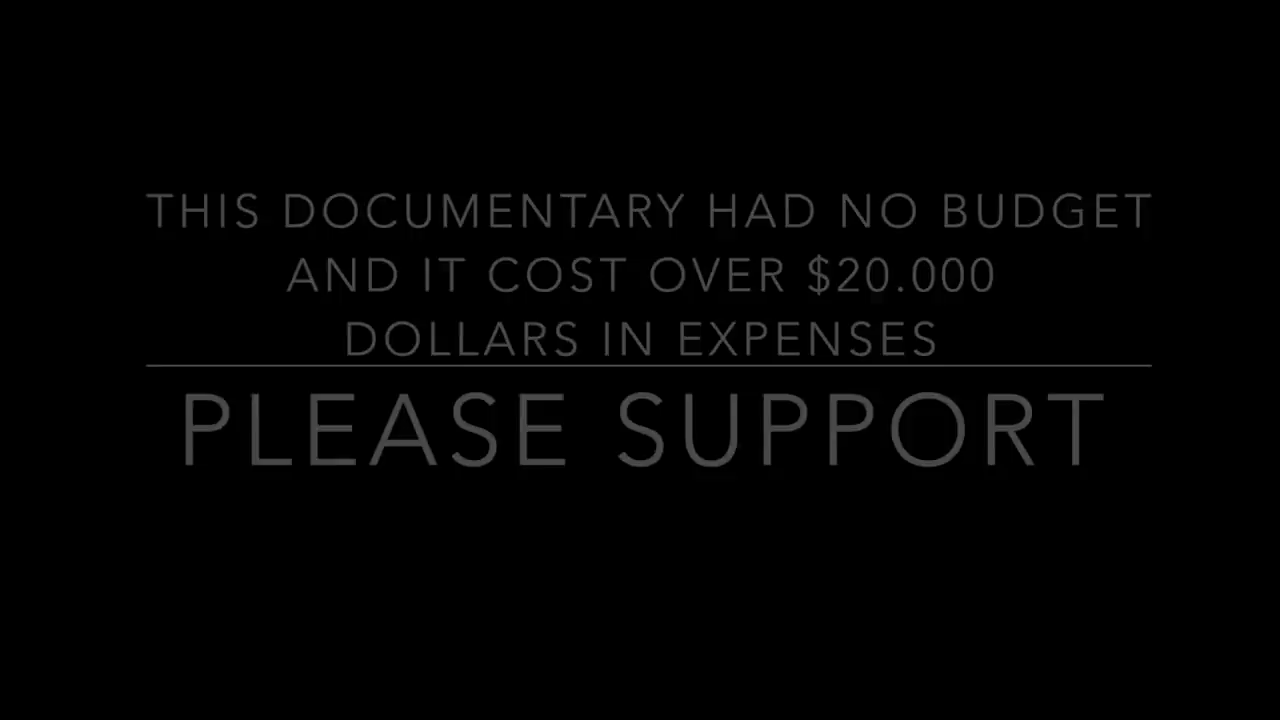 THIS DOCUMENTARY HAD NO BUDGET
AND IT COST OVER $20.000
DOLLARS IN EXPENSES
PLEASE SUPPORT